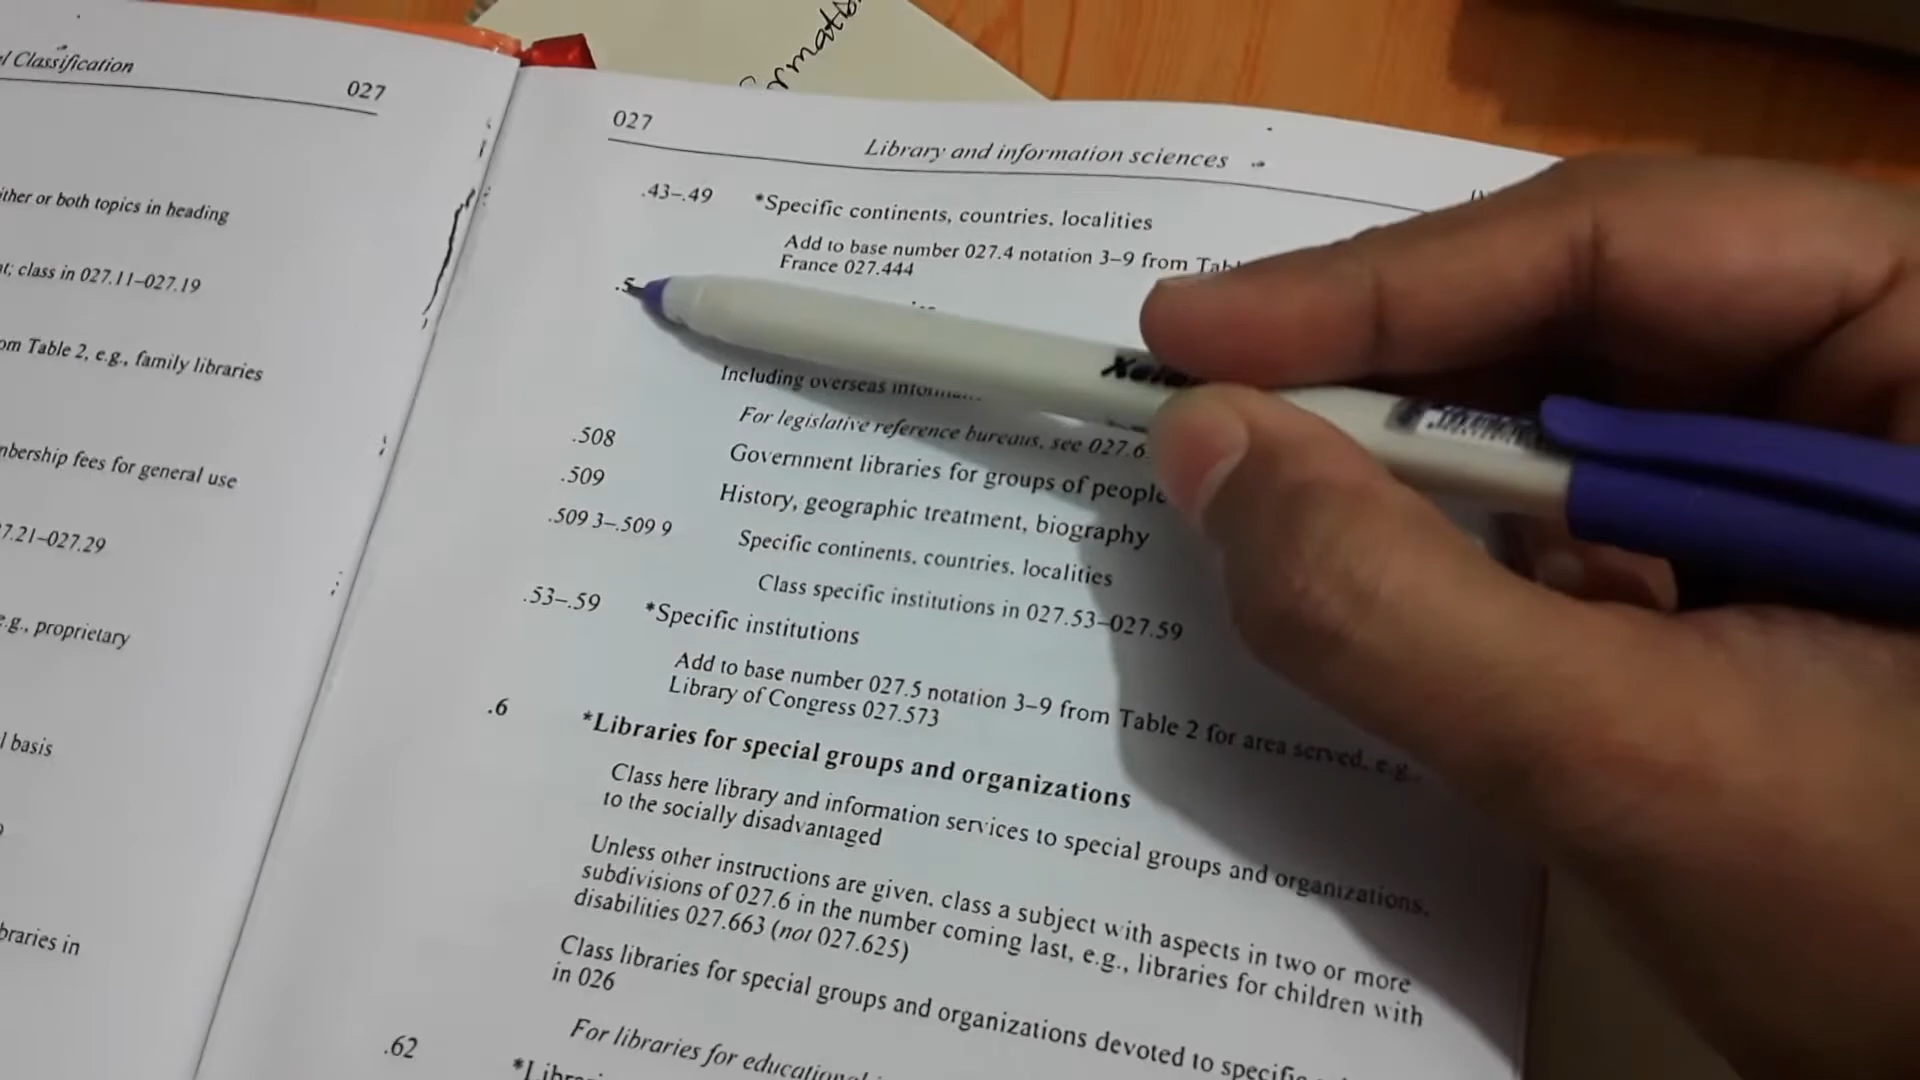 Classification
027
either or both topics in heading
class in 027.11–027.19
Table 2, e.g., family libraries
membership fees for general use
7.21–027.29
e.g., proprietary
basis
libraries in
027
Library and information sciences
.43–.49 *Specific continents, countries, localities
Add to base number 027.4 notation 3–9 from
France 027.444
.5
Including overseas
For legislative reference bureaus, see 027.6
.508 Government libraries for groups of people
.509 History, geographic treatment, biography
.509 3–.509 9 Specific continents, countries, localities
Class specific institutions in 027.53–027.59
.53–.59 *Specific institutions
Add to base number 027.5 notation 3–9 from Table 2 for area served, e.g.,
Library of Congress 027.573
.6 *Libraries for special groups and organizations
Class here library and information services to special groups and organizations,
to the socially disadvantaged
Unless other instructions are given, class a subject with aspects in two or more
subdivisions of 027.6 in the number coming last, e.g., libraries for children with
disabilities 027.663 (not 027.625)
Class libraries for special groups and organizations devoted to
in 026
For libraries for
.62